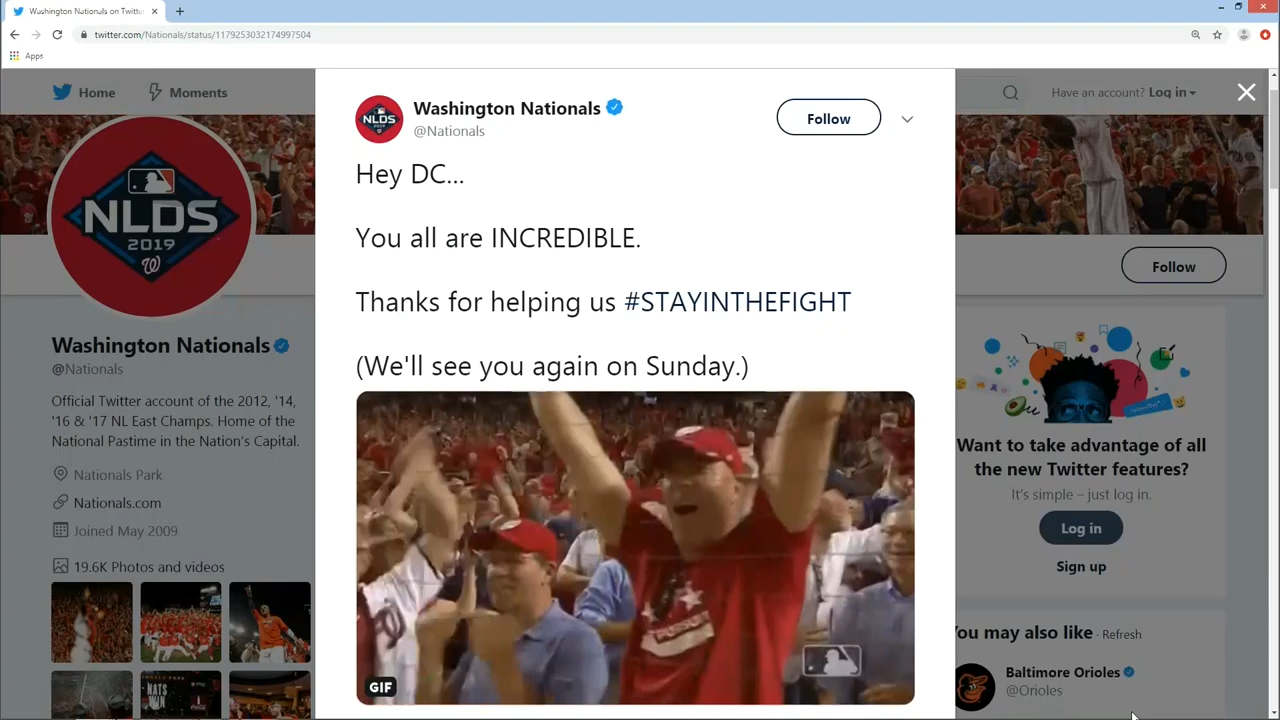 Washington Nationals on Twitte
twitter.com/Nationals/status/1179253032174997504
Apps
Home
Moments
Have an account? Log in
Washington Nationals
@Nationals
Follow
Hey DC...
You all are INCREDIBLE.
Thanks for helping us #STAYINTHEFIGHT
(We'll see you again on Sunday.)
GIF
NLDS
2019
W
Washington Nationals
@Nationals
Official Twitter account of the 2012, '14,
'16 & '17 NL East Champs. Home of the
National Pastime in the Nation's Capital.
Nationals Park
Nationals.com
Joined May 2009
19.6K Photos and videos
NATS
WIN
Follow
Want to take advantage of all
the new Twitter features?
It's simple – just log in.
Log in
Sign up
You may also like · Refresh
Baltimore Orioles
@Orioles